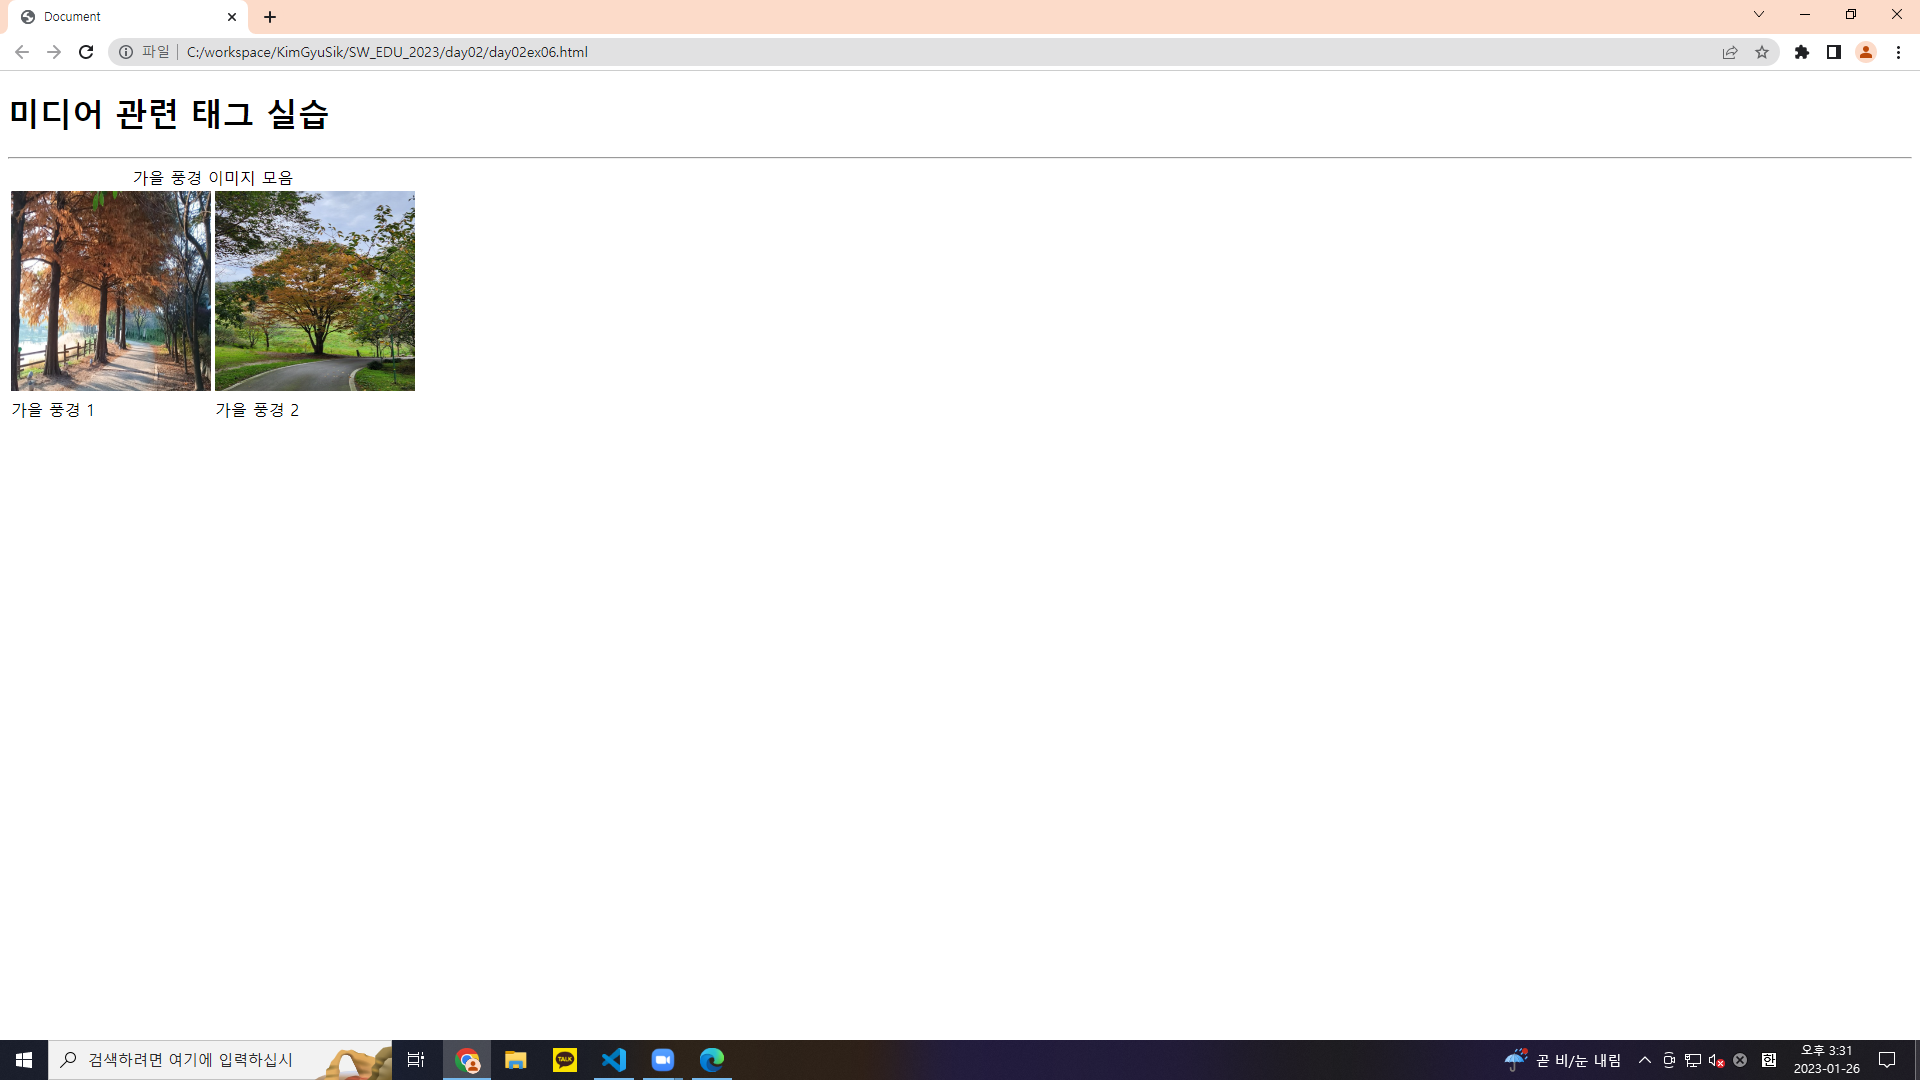 Document
파일 C:/workspace/KimGyuSik/SW_EDU_2023/day02/day02ex06.html
미디어 관련 태그 실습
가을 풍경 이미지 모음
가을 풍경 1 가을 풍경 2
검색하려면 여기에 입력하십시
TALK
곧 비/눈 내림
한
오후 3:31
2023-01-26